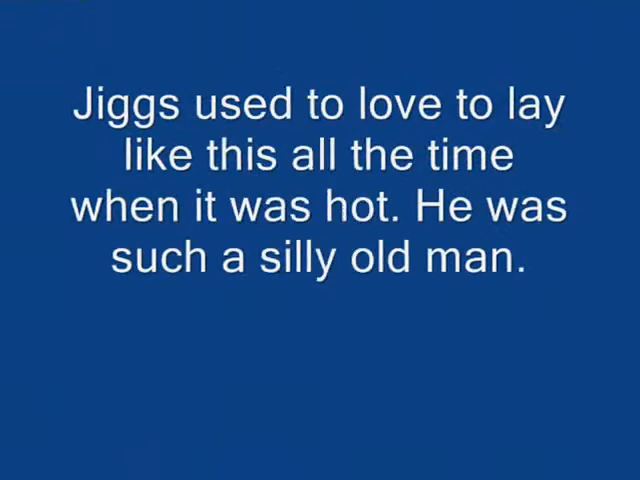 Jiggs used to love to lay
like this all the time
when it was hot. He was
such a silly old man.